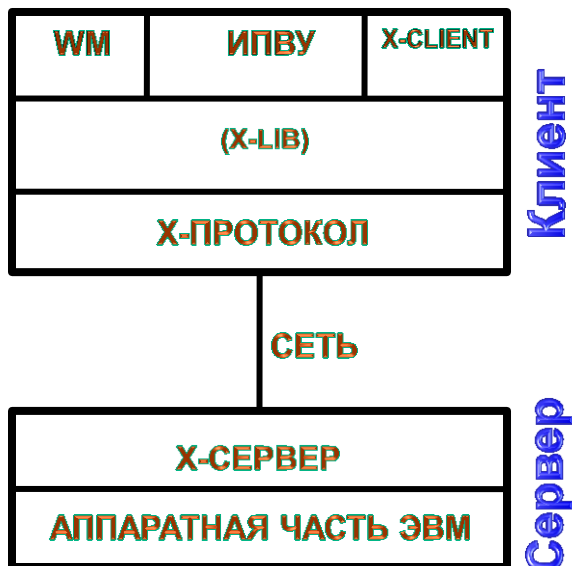 WM
ИПВУ
X-CLIENT
(X-LIB)
X-ПРОТОКОЛ
Клиент
СЕТЬ
X-СЕРВЕР
АППАРАТНАЯ ЧАСТЬ ЭВМ
Сервер